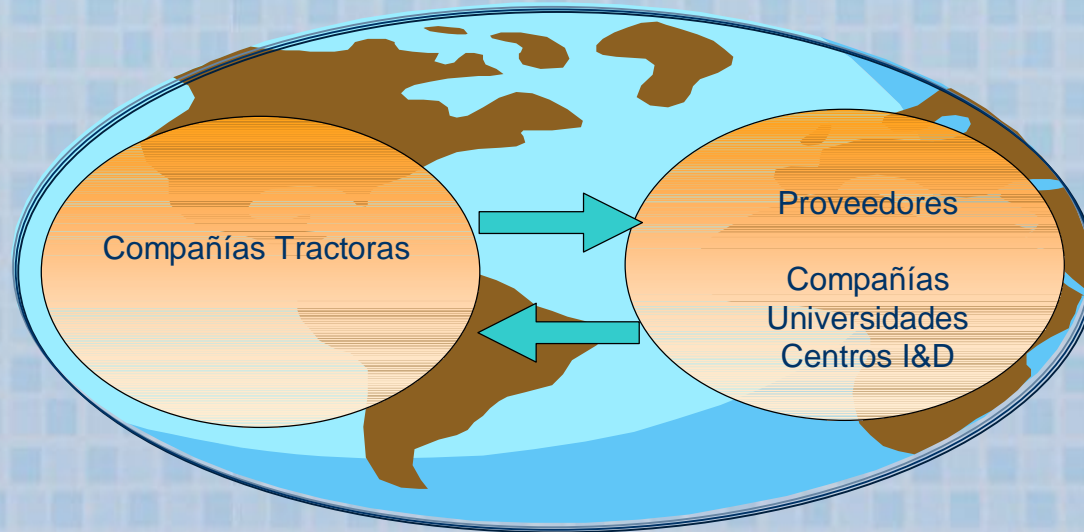 Compañías Tractoras
Proveedores
Compañías
Universidades
Centros I&D